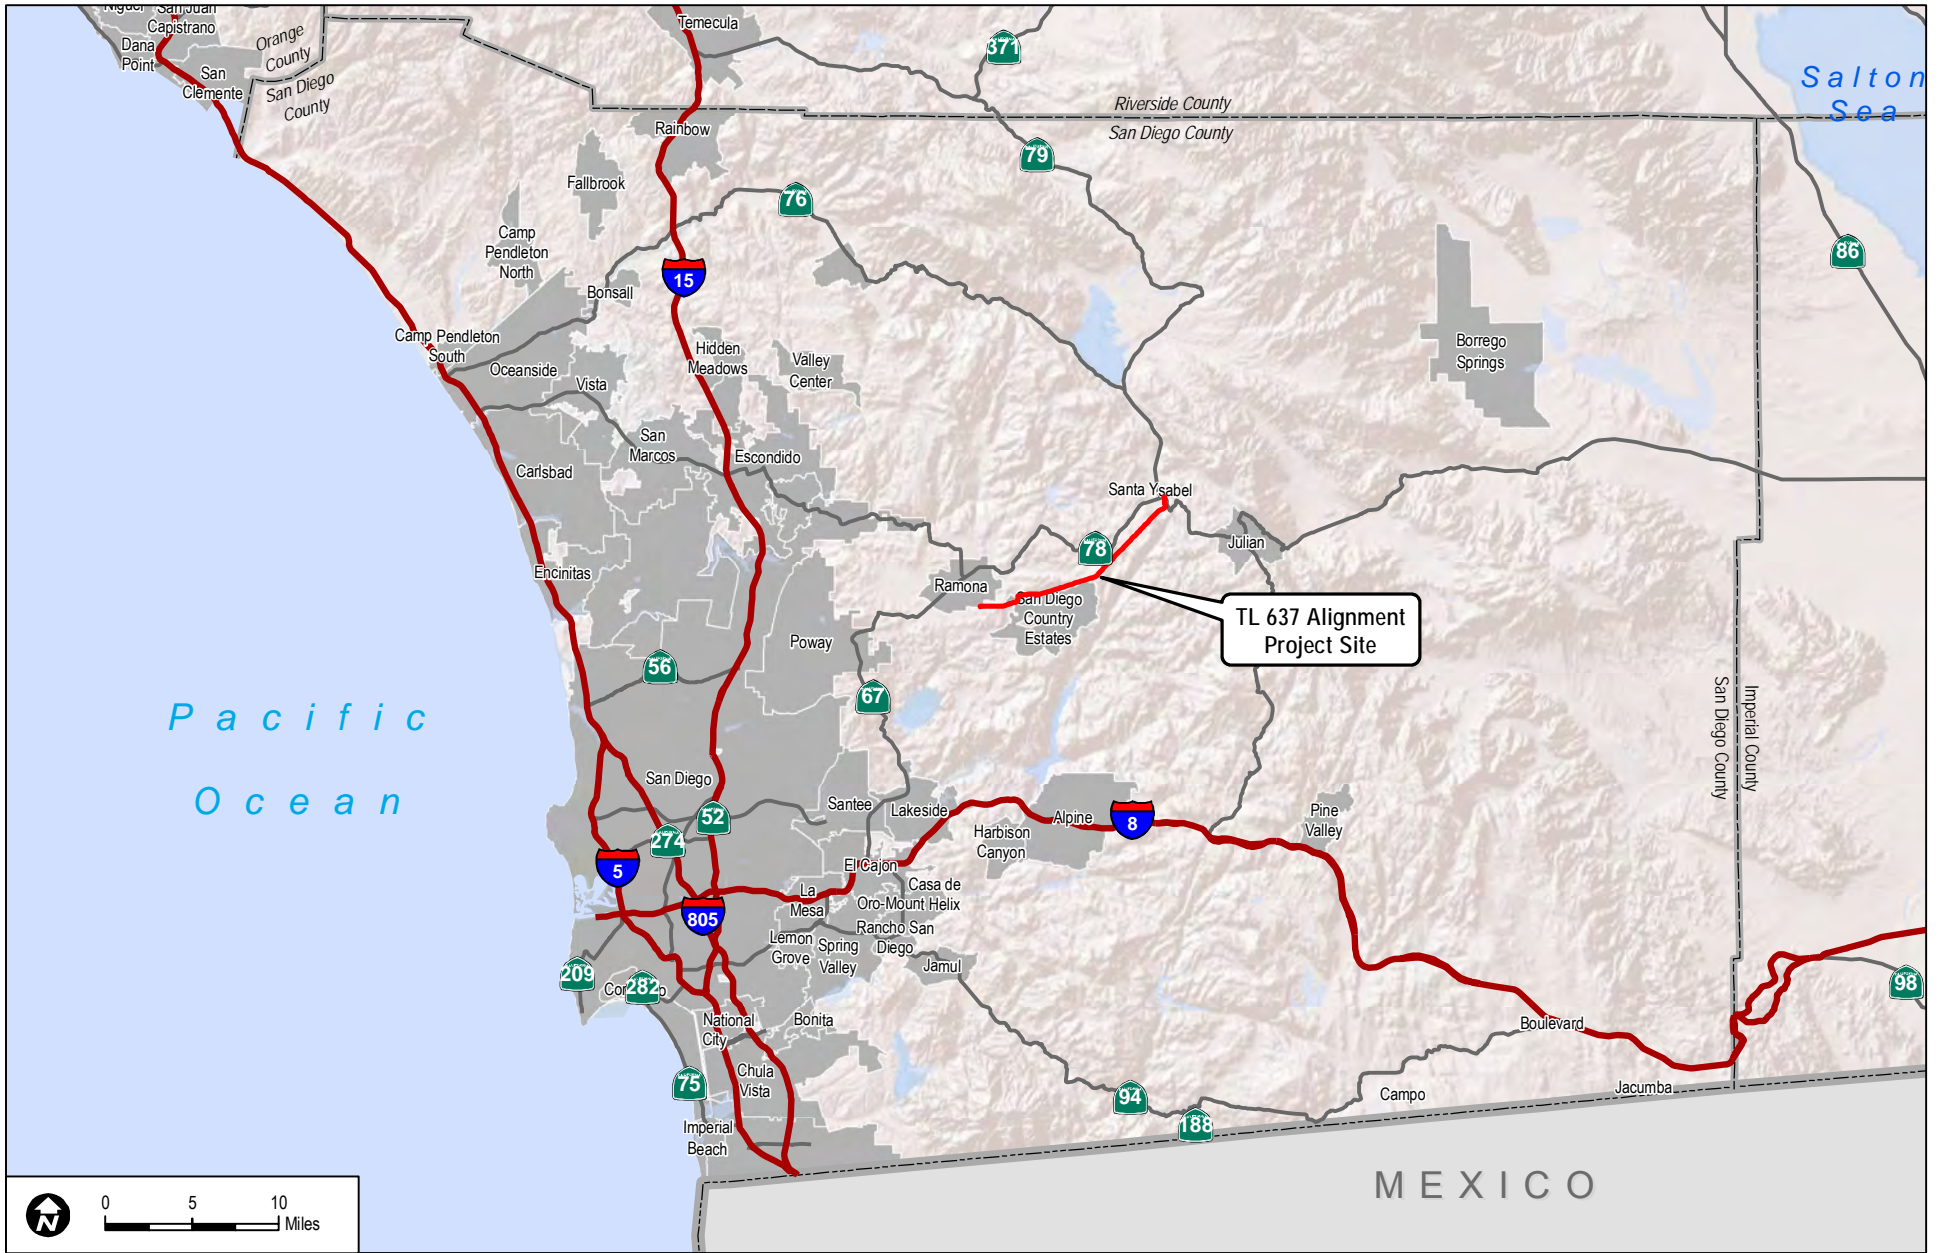 Niguel
San Juan
Capistrano
Dana
Point
San
Clemente
Orange
County
San Diego
County
Temecula
371
Riverside County
San Diego County
Salton
Sea
Rainbow
79
Fallbrook
76
Camp
Pendleton
North
86
15
Bonsall
Camp Pendleton
South
Hidden
Meadows
Valley
Center
Borrego
Springs
Oceanside
Vista
San
Marcos
Escondido
Carlsbad
Santa Ysabel
78
Julian
Encinitas
Ramona
San Diego
Country
Estates
TL 637 Alignment
Project Site
Poway
56
67
Imperial County
San Diego County
Pacific
Ocean
San Diego
52
Santee
Lakeside
274
Harbison
Canyon
Alpine
8
Pine
Valley
5
El Cajon
La
Mesa
Casa de
Oro-Mount Helix
805
Rancho San
Diego
Lemon
Grove
Spring
Valley
Jamul
209
282
98
National
City
Bonita
Boulevard
75
Chula
Vista
94
188
Campo
Jacumba
Imperial
Beach
MEXICO
N
0 5 10
Miles